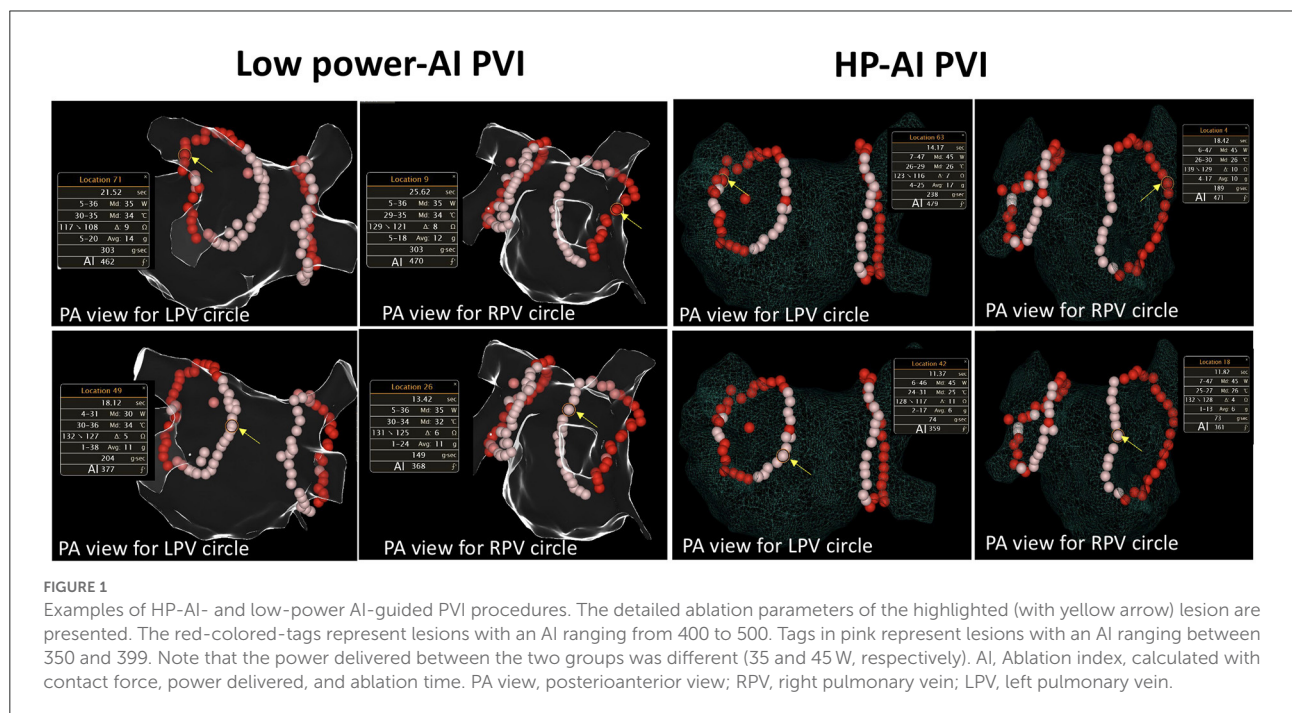 Low power-AI PVI
HP-AI PVI
Location 71
21.52 sec
5-36 Md: 35 W
30-35 Md: 34 ℃
117 ↘ 108 Δ: 9 Ω
5-20 Avg: 14 g
303 g·sec
AI 462
PA view for LPV circle
Location 9
25.62 sec
5-36 Md: 35 W
29-35 Md: 34 ℃
129 ↘ 121 Δ: 8 Ω
5-18 Avg: 12 g
303 g·sec
AI 470
PA view for RPV circle
Location 63
14.17 sec
7-47 Md: 45 W
26-29 Md: 26 ℃
123 ↘ 116 Δ: 7 Ω
4-25 Avg: 17 g
238 g·sec
AI 479
PA view for LPV circle
Location 4
18.42 sec
6-47 Md: 45 W
26-30 Md: 26 ℃
139 ↘ 129 Δ: 10 Ω
4-17 Avg: 10 g
189 g·sec
AI 471
PA view for RPV circle
Location 49
18.12 sec
4-31 Md: 30 W
30-36 Md: 34 ℃
132 ↘ 127 Δ: 5 Ω
1-38 Avg: 11 g
204 g·sec
AI 377
PA view for LPV circle
Location 26
13.42 sec
5-36 Md: 35 W
30-34 Md: 32 ℃
131 ↘ 125 Δ: 6 Ω
1-24 Avg: 11 g
149 g·sec
AI 368
PA view for RPV circle
Location 42
11.37 sec
6-46 Md: 45 W
24-31 Md: 25 ℃
128 ↘ 117 Δ: 11 Ω
2-17 Avg: 6 g
74 g·sec
AI 359
PA view for LPV circle
Location 18
11.82 sec
7-47 Md: 45 W
25-27 Md: 26 ℃
132 ↘ 128 Δ: 4 Ω
1-13 Avg: 6 g
73 g·sec
AI 361
PA view for RPV circle
FIGURE 1
Examples of HP-AI- and low-power AI-guided PVI procedures. The detailed ablation parameters of the highlighted (with yellow arrow) lesion are
presented. The red-colored-tags represent lesions with an AI ranging from 400 to 500. Tags in pink represent lesions with an AI ranging between
350 and 399. Note that the power delivered between the two groups was different (35 and 45 W, respectively). AI, Ablation index, calculated with
contact force, power delivered, and ablation time. PA view, posterioanterior view; RPV, right pulmonary vein; LPV, left pulmonary vein.